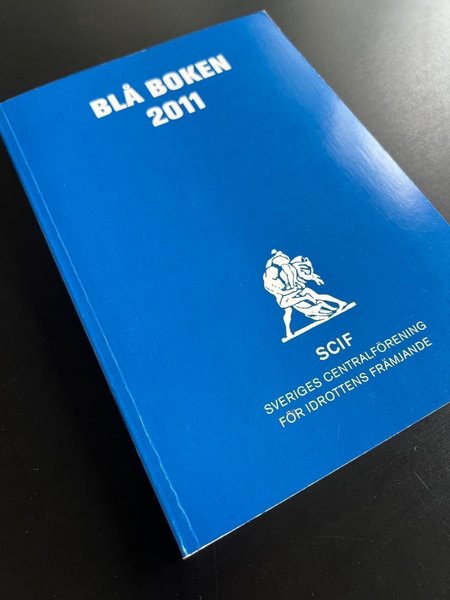 BLÅ BOKEN
2011
SCIF
SVERIGES CENTRALFÖRENING
FÖR IDROTTENS FRÄMJANDE